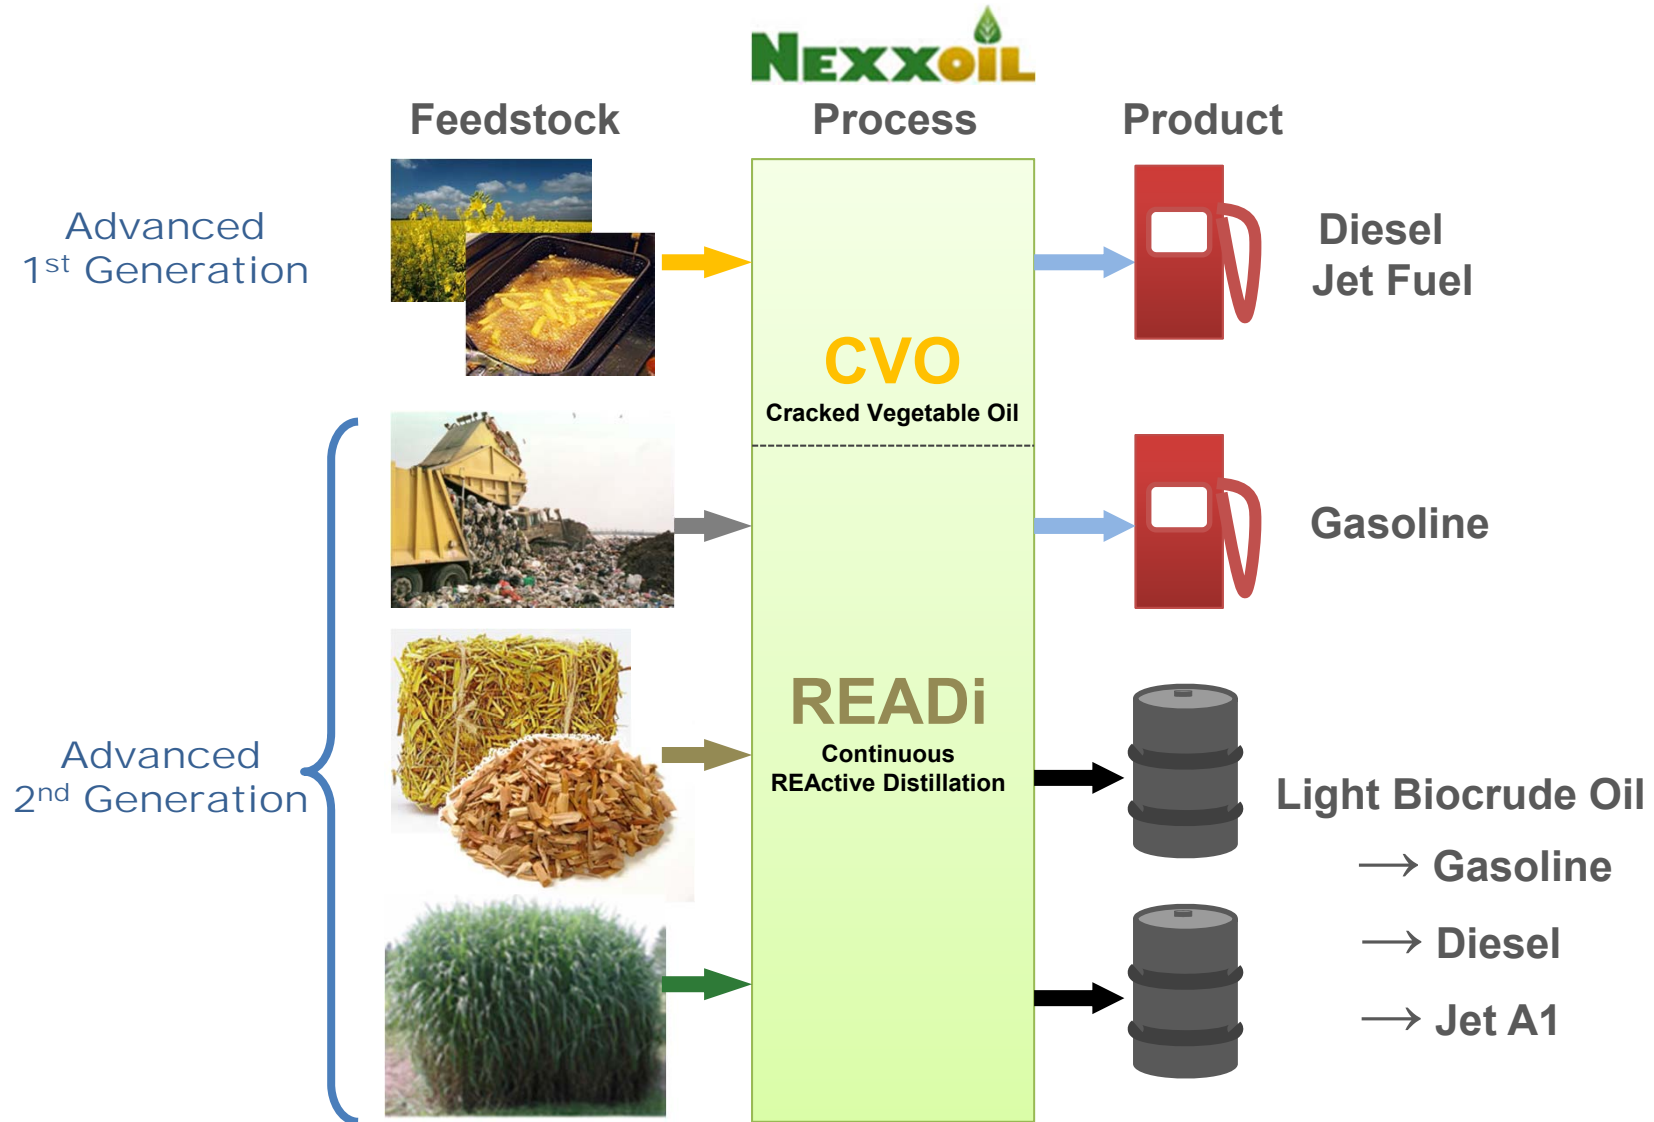 NEXXOIL
Feedstock
Process
Product
Advanced
1st Generation
Diesel
Jet Fuel
CVO
Cracked Vegetable Oil
Gasoline
READi
Continuous
REActive Distillation
Advanced
2nd Generation
Light Biocrude Oil
→ Gasoline
→ Diesel
→ Jet A1